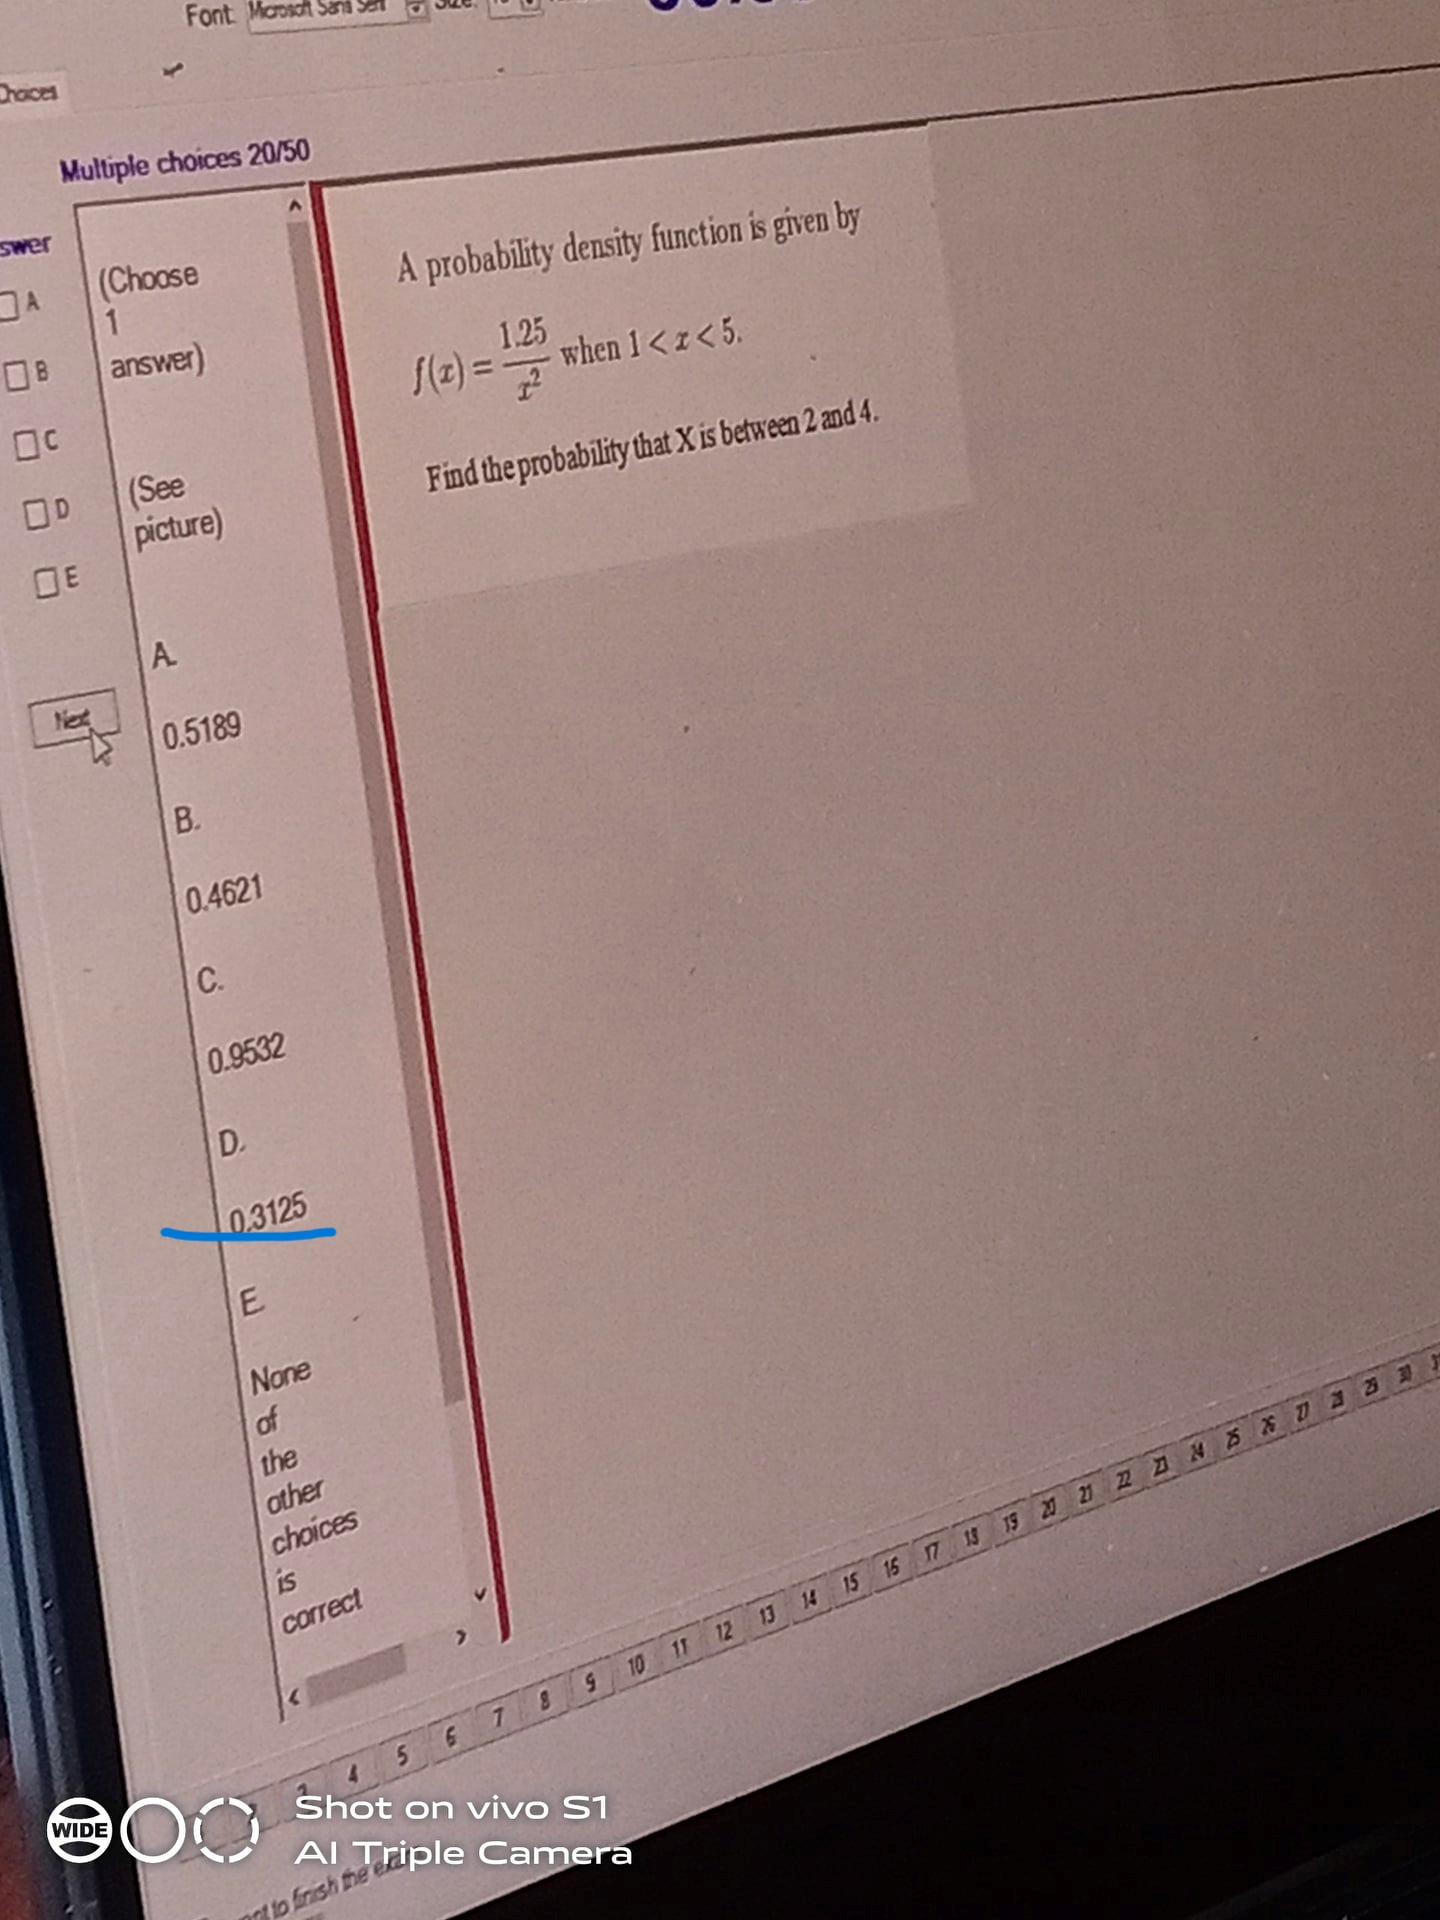 Font: Microsoft Sans Serif Size:
Choices
Multiple choices 20/50
swer
A
B
C
D
E
Next
(Choose
1
answer)
(See
picture)
A.
0.5189
B.
0.4621
C.
0.9532
D.
0.3125
E.
None
of
the
other
choices
is
correct
A probability density function is given by
f(x) = 1.25/x² when 1 < x < 5.
Find the probability that X is between 2 and 4.
3 4 5 6 7 8 9 10 11 12 13 14 15 16 17 18 19 20 21 22 23 24 25 26 27 28 29 30
to finish the
WIDE
Shot on vivo S1
AI Triple Camera